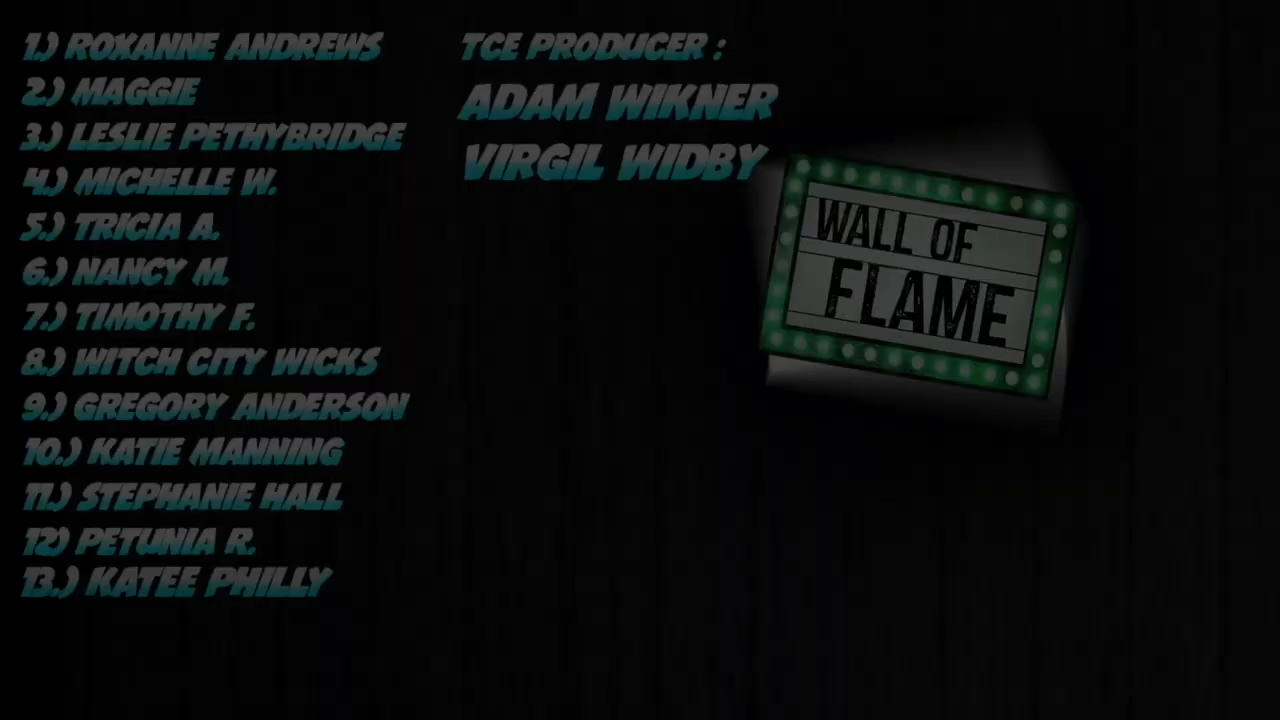 1.) ROXANNE ANDREWS
2.) MAGGIE
3.) LESLIE PETHYBRIDGE
4.) MICHELLE W.
5.) TRICIA A.
6.) NANCY M.
7.) TIMOTHY F.
8.) WITCH CITY WICKS
9.) GREGORY ANDERSON
10.) KATIE MANNING
11.) STEPHANIE HALL
12) PETUNIA R.
13.) KATEE PHILLY
TCE PRODUCER :
ADAM WIKNER
VIRGIL WIDBY
WALL OF
FLAME